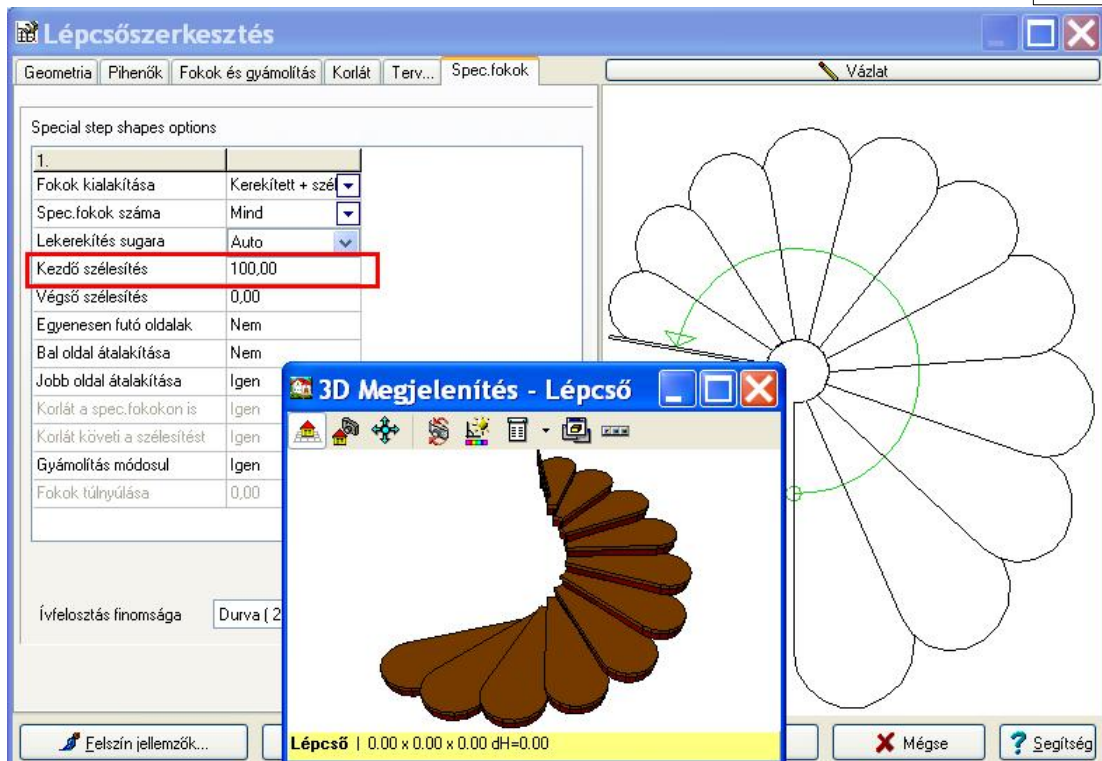 Lépcsőszerkesztés
Geometria Pihenők Fokok és gyámolítás Korlát Terv... Spec.fokok
Vázlat
Special step shapes options
1.
Fokok kialakítása Kerekített + szél
Spec.fokok száma Mind
Lekerekítés sugara Auto
Kezdő szélesítés 100,00
Végső szélesítés 0,00
Egyenesen futó oldalak Nem
Bal oldal átalakítása Nem
Jobb oldal átalakítása Igen
Korlát a spec.fokokon is Igen
Korlát követi a szélesítést Igen
Gyámolítás módosul Igen
Fokok túlnyúlása 0,00
Ívfelosztás finomsága Durva ( 2
3D Megjelenítés - Lépcső
Lépcső | 0.00 x 0.00 x 0.00 dH=0.00
Felszín jellemzők... Mégse Segítség